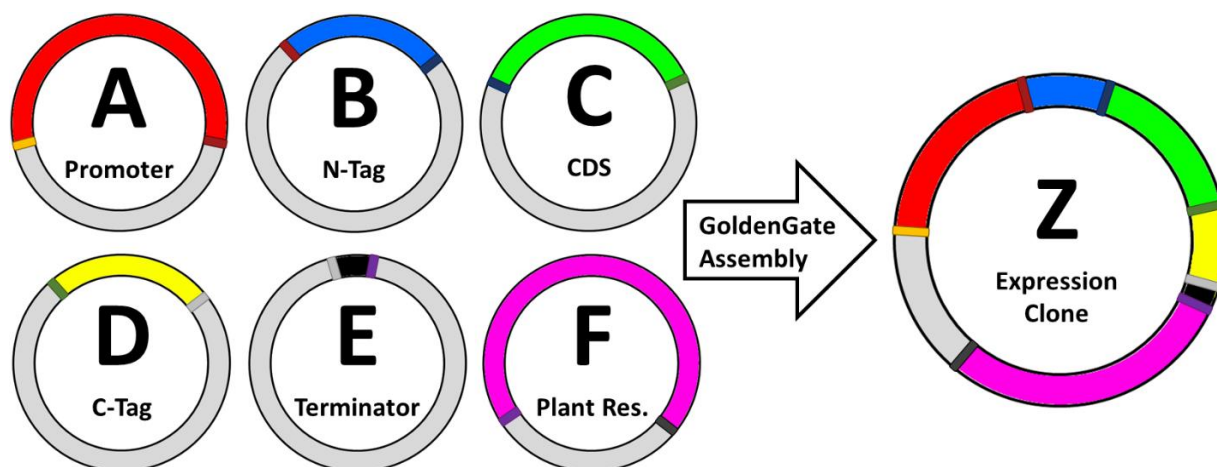 A
Promoter
B
N-Tag
C
CDS
D
C-Tag
E
Terminator
F
Plant Res.
GoldenGate
Assembly
Z
Expression
Clone